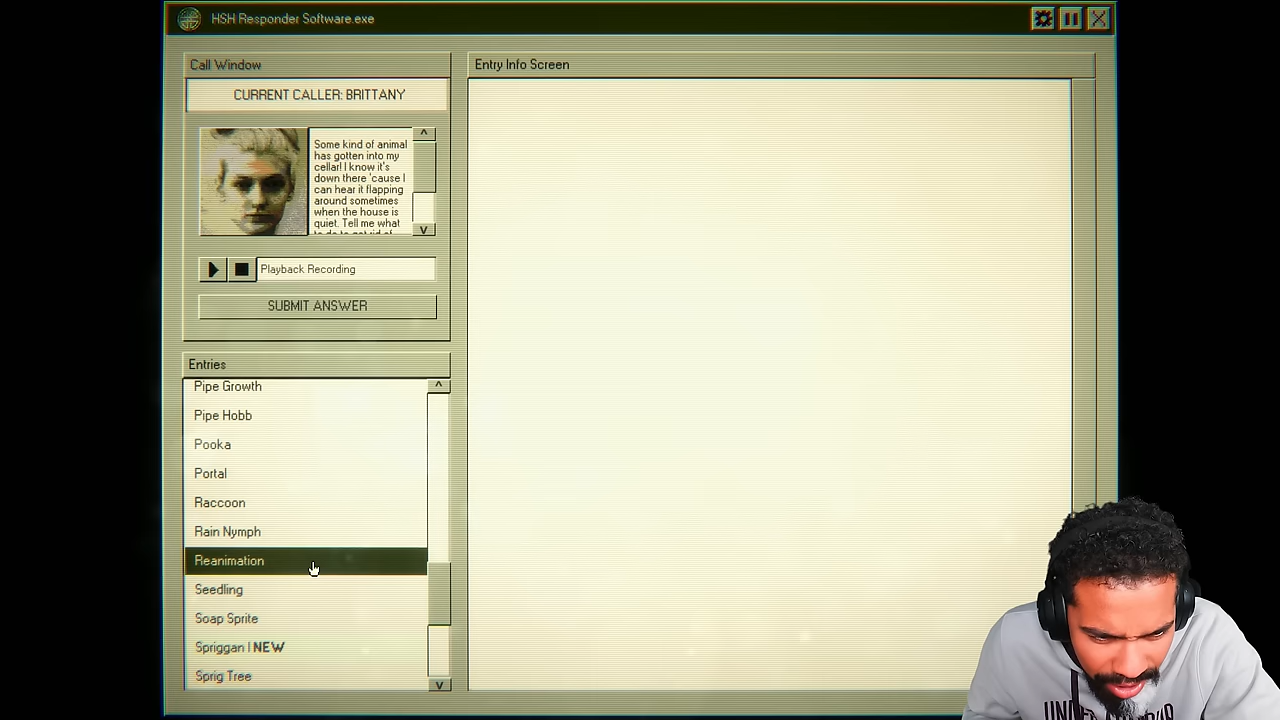 HSH Responder Software.exe
Call Window
CURRENT CALLER: BRITTANY
Some kind of animal
has gotten into my
cellar! I know it's
down there 'cause I
can hear it flapping
around sometimes
when the house is
quiet. Tell me what
Playback Recording
SUBMIT ANSWER
Entries
Pipe Growth
Pipe Hobb
Pooka
Portal
Raccoon
Rain Nymph
Reanimation
Seedling
Soap Sprite
Spriggan | NEW
Sprig Tree
Entry Info Screen